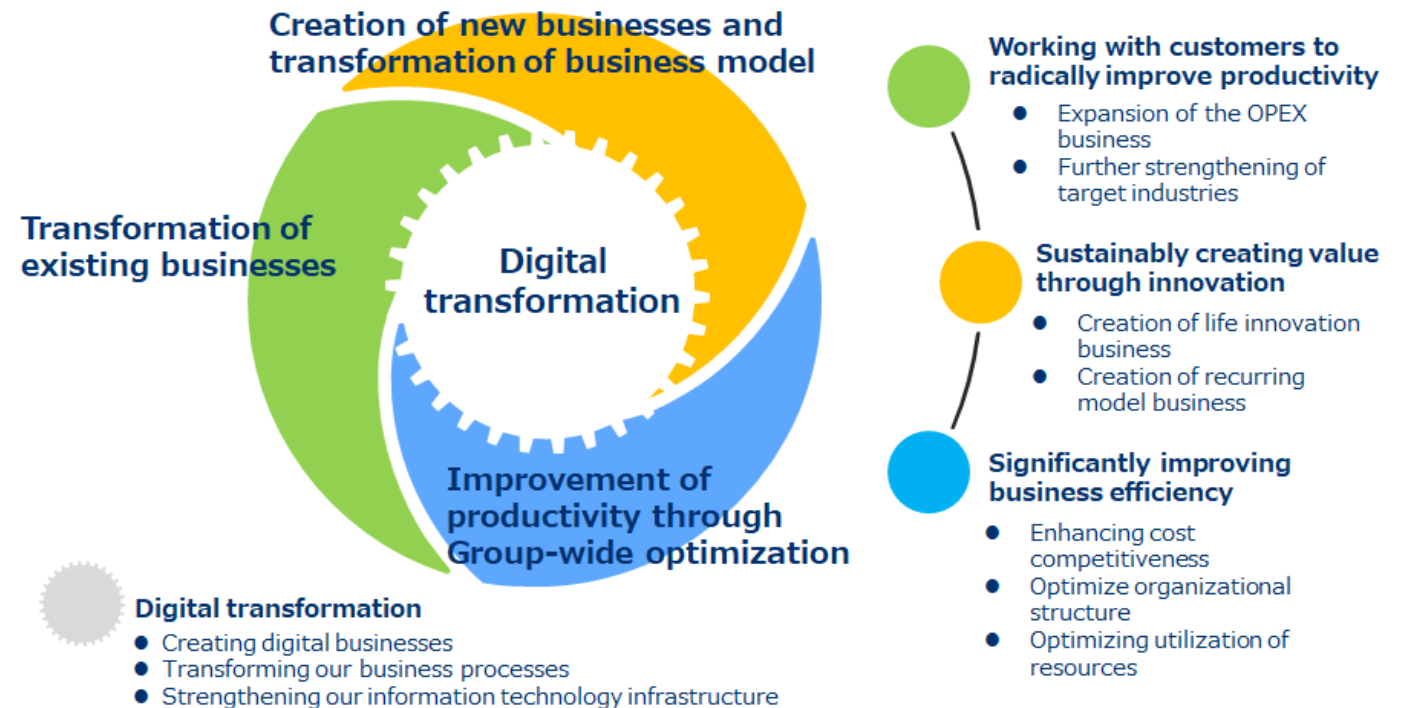 Creation of new businesses and
transformation of business model
Transformation of
existing businesses
Digital
transformation
Improvement of
productivity through
Group-wide optimization
Digital transformation
● Creating digital businesses
● Transforming our business processes
● Strengthening our information technology infrastructure
Working with customers to
radically improve productivity
● Expansion of the OPEX
business
● Further strengthening of
target industries
Sustainably creating value
through innovation
● Creation of life innovation
business
● Creation of recurring
model business
Significantly improving
business efficiency
● Enhancing cost
competitiveness
● Optimize organizational
structure
● Optimizing utilization of
resources